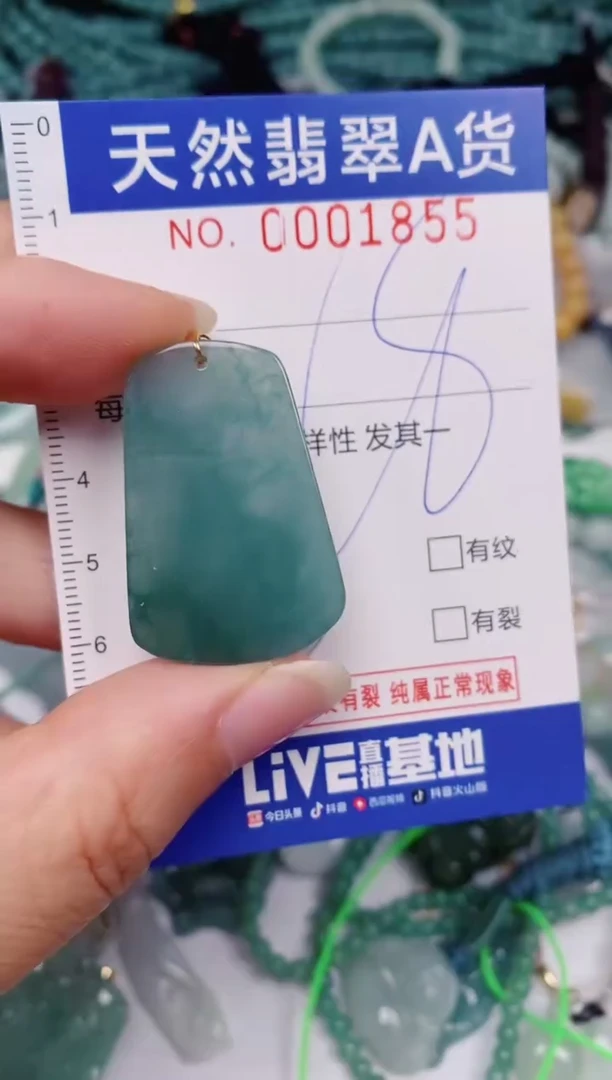 0
天然翡翠A货
1
NO. 0001855
18
每
样性 发其一
4
5
有纹
有裂
6
有裂 纯属正常现象
LiVE直播基地
今日头条 抖音 西瓜视频 抖音火山版